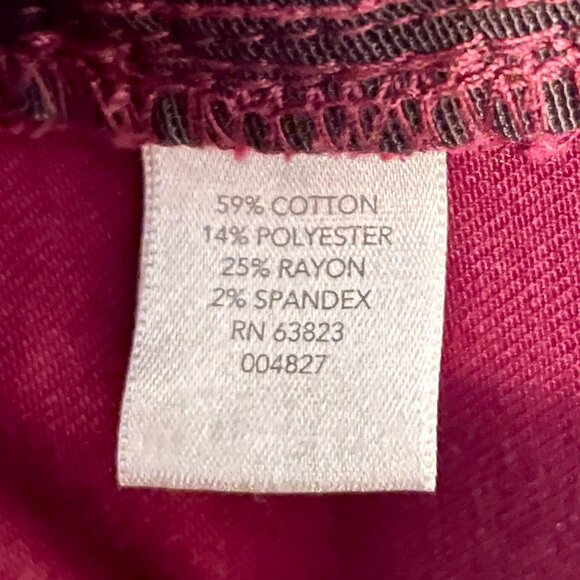 59% COTTON
14% POLYESTER
25% RAYON
2% SPANDEX
RN 63823
004827